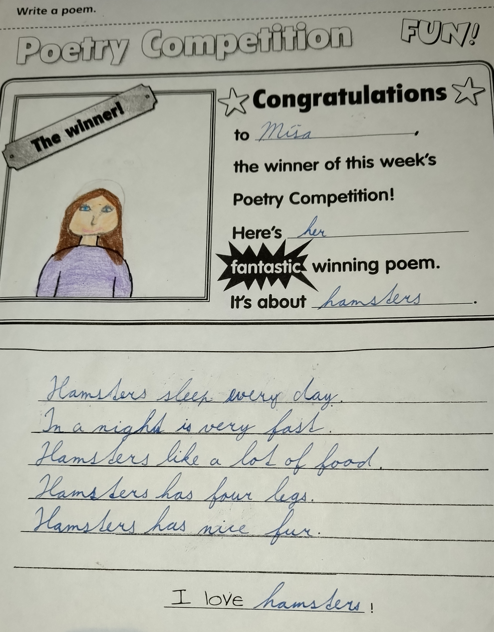 Write a poem.
Poetry Competition
FUN!
The winner!
Congratulations
to Misa,
the winner of this week's
Poetry Competition!
Here's her
fantastic winning poem.
It's about hamsters.
Hamsters sleep every day.
In a night is very fast.
Hamsters like a lot of food.
Hamsters has four legs.
Hamsters has nice fur.
I love hamsters!